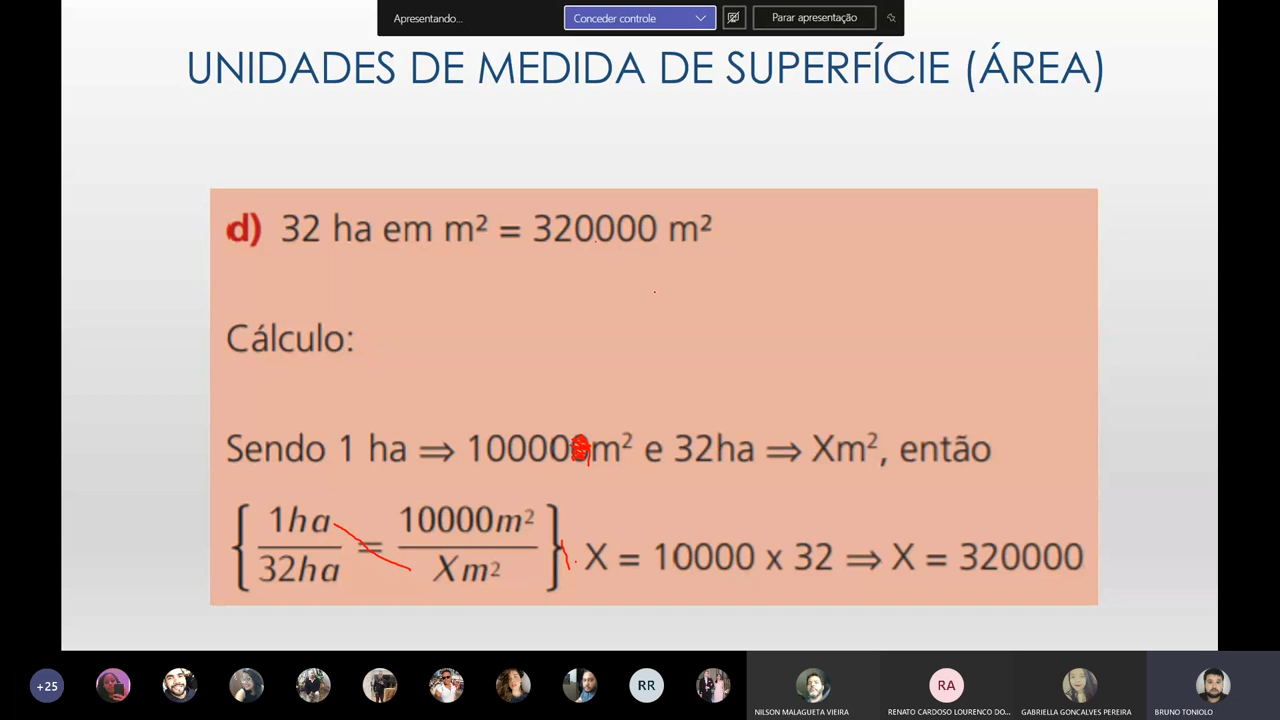 Apresentando...
Conceder controle
Parar apresentação
UNIDADES DE MEDIDA DE SUPERFÍCIE (ÁREA)
d) 32 ha em m² = 320000 m²
Cálculo:
Sendo 1 ha ⇒ 10000 m² e 32ha ⇒ Xm², então
{1ha/32ha = 10000m²/Xm²} X = 10000 x 32 ⇒ X = 320000
+25
RR
RA
NILSON MALAGUETA VIEIRA
RENATO CARDOSO LOURENCO DO...
GABRIELLA GONCALVES PEREIRA
BRUNO TONIOLO